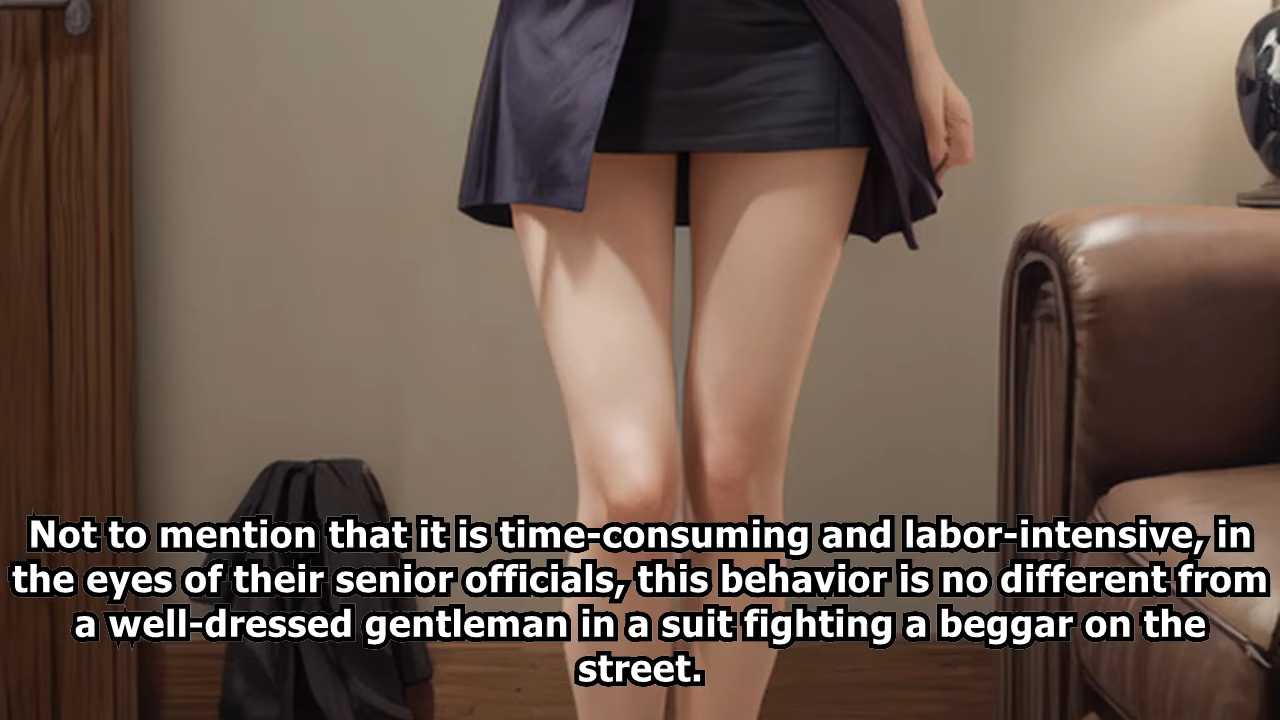 Not to mention that it is time-consuming and labor-intensive, in
the eyes of their senior officials, this behavior is no different from
a well-dressed gentleman in a suit fighting a beggar on the
street.